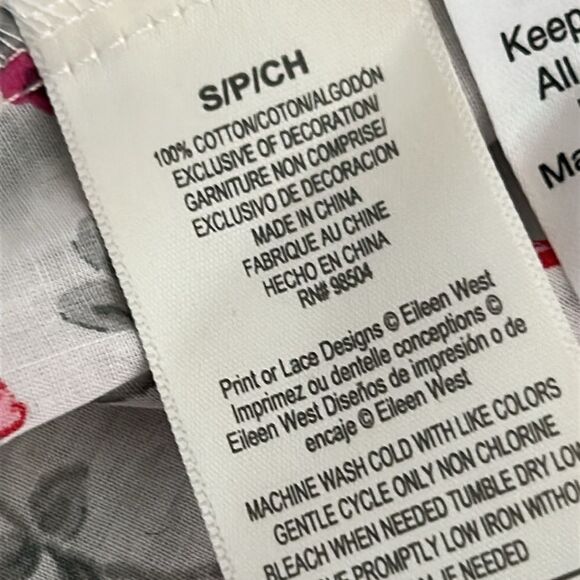 S/P/CH
100% COTTON/COTON/ALGODÓN
EXCLUSIVE OF DECORATION/
GARNITURE NON COMPRISE/
EXCLUSIVO DE DECORACION
MADE IN CHINA
FABRIQUE AU CHINE
HECHO EN CHINA
RN# 98504
Print or Lace Designs © Eileen West
Imprimez ou dentelle conceptions ©
Eileen West Diseños de impresión o de
encaje © Eileen West
MACHINE WASH COLD WITH LIKE COLORS
GENTLE CYCLE ONLY NON CHLORINE
BLEACH WHEN NEEDED TUMBLE DRY LOW
PROMPTLY LOW IRON
NEEDED
Keep
All